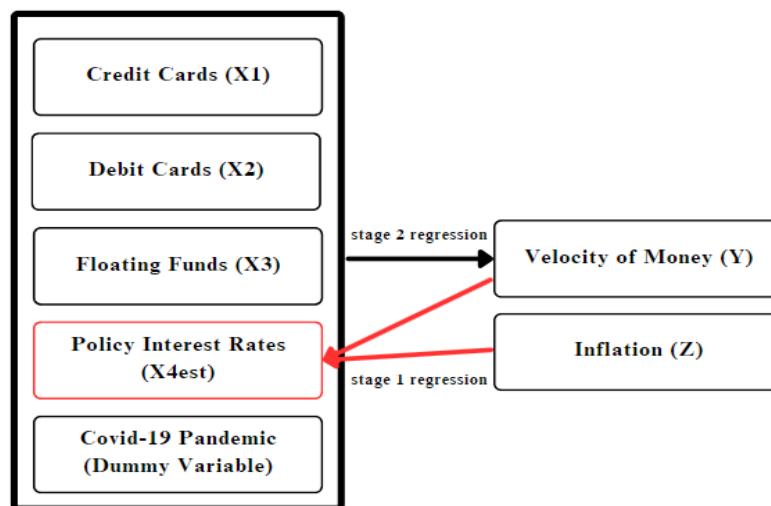 Credit Cards (X1)
Debit Cards (X2)
Floating Funds (X3)
Policy Interest Rates
(X4est)
Covid-19 Pandemic
(Dummy Variable)
stage 2 regression
stage 1 regression
Velocity of Money (Y)
Inflation (Z)